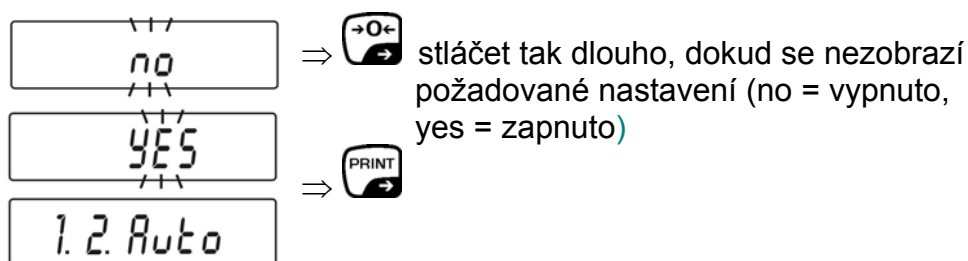 no
⇒ →0← stláčet tak dlouho, dokud se nezobrazí
požadované nastavení (no = vypnuto,
yes = zapnuto)
YES
⇒ PRINT
1. 2. Auto